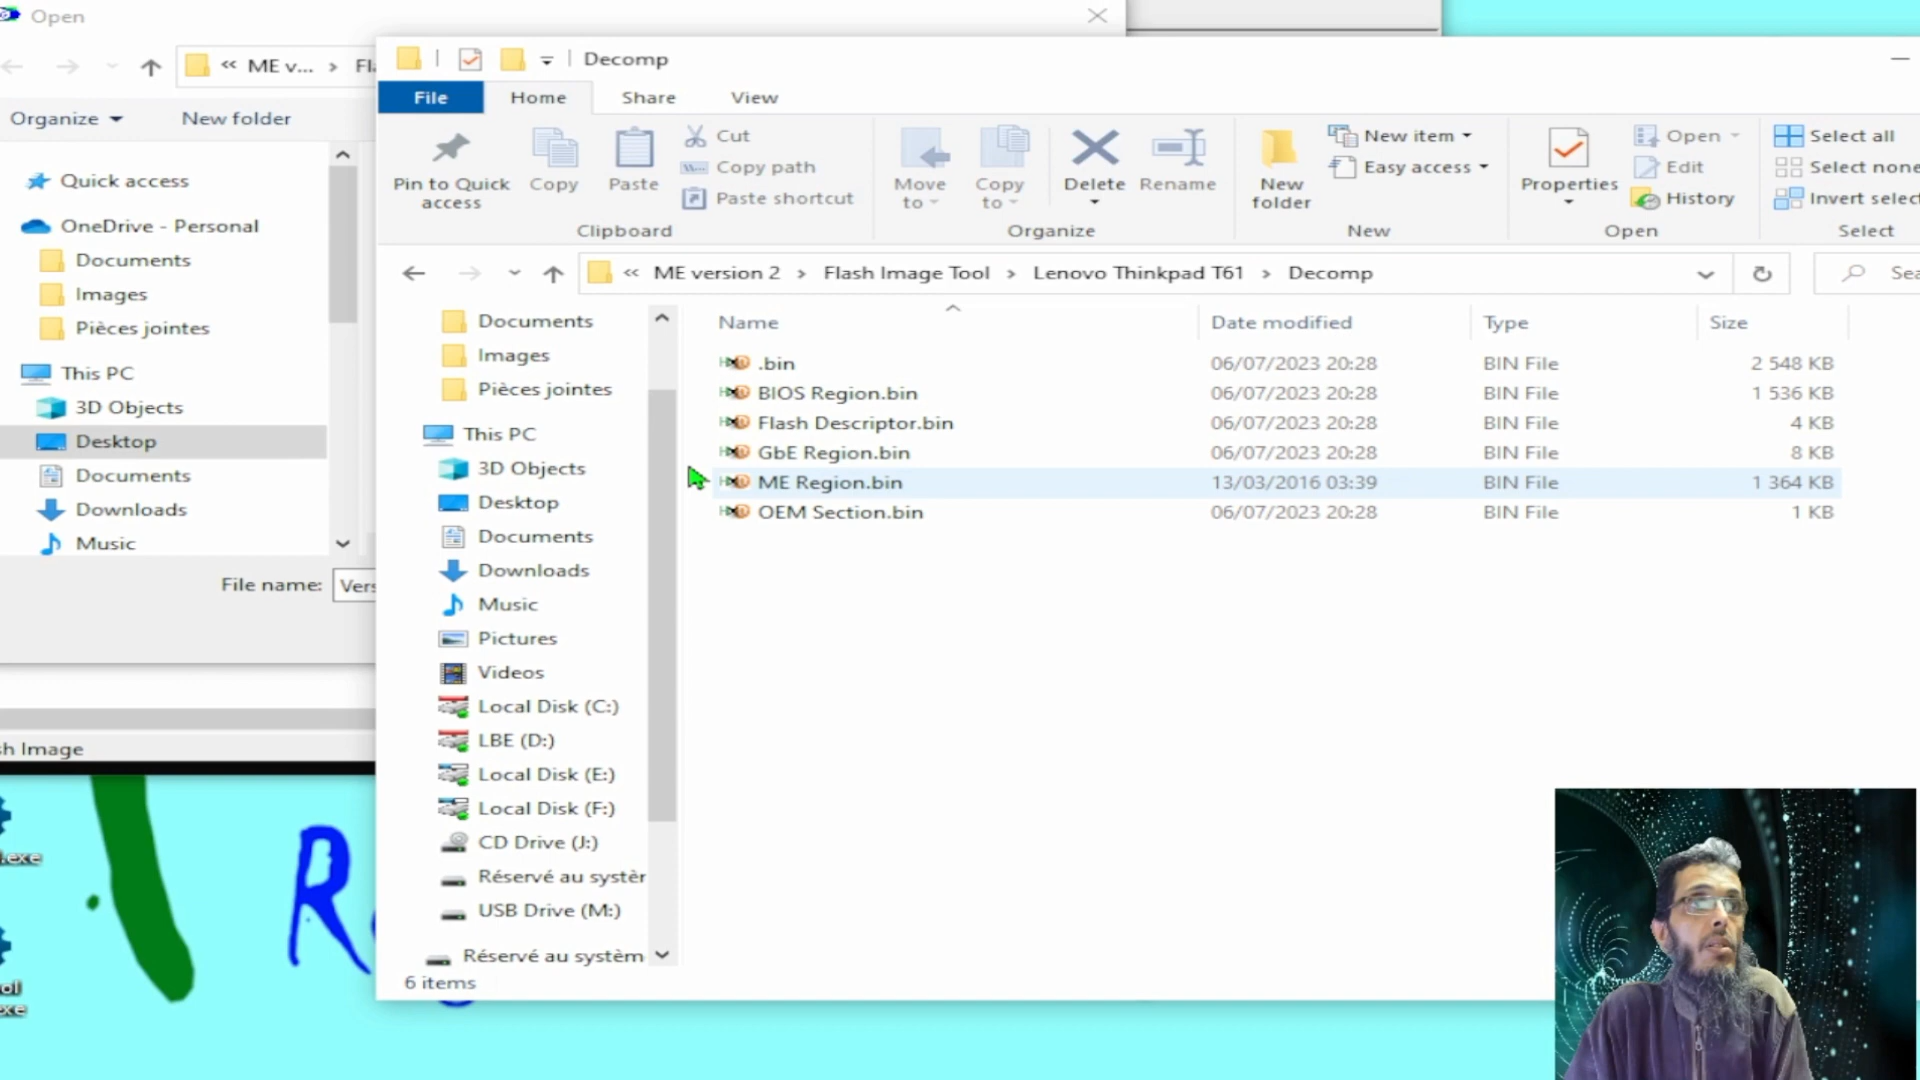 Open
« ME v... ›
Organize
New folder
Quick access
OneDrive - Personal
Documents
Images
Pièces jointes
This PC
3D Objects
Desktop
Documents
Downloads
Music
File name:
sh Image
.exe
Decomp
File
Home
Share
View
Pin to Quick
access
Copy
Paste
Cut
Copy path
Paste shortcut
Clipboard
Move
to
Copy
to
Delete
Rename
Organize
New
folder
New item
Easy access
New
Properties
Open
Edit
History
Open
Select all
Select none
Invert select
Select
« ME version 2 › Flash Image Tool › Lenovo Thinkpad T61 › Decomp
Sea
Documents
Images
Pièces jointes
This PC
3D Objects
Desktop
Documents
Downloads
Music
Pictures
Videos
Local Disk (C:)
LBE (D:)
Local Disk (E:)
Local Disk (F:)
CD Drive (J:)
Réservé au systèr
USB Drive (M:)
Réservé au systèm
Name Date modified Type Size
.bin 06/07/2023 20:28 BIN File 2 548 KB
BIOS Region.bin 06/07/2023 20:28 BIN File 1 536 KB
Flash Descriptor.bin 06/07/2023 20:28 BIN File 4 KB
GbE Region.bin 06/07/2023 20:28 BIN File 8 KB
ME Region.bin 13/03/2016 03:39 BIN File 1 364 KB
OEM Section.bin 06/07/2023 20:28 BIN File 1 KB
6 items